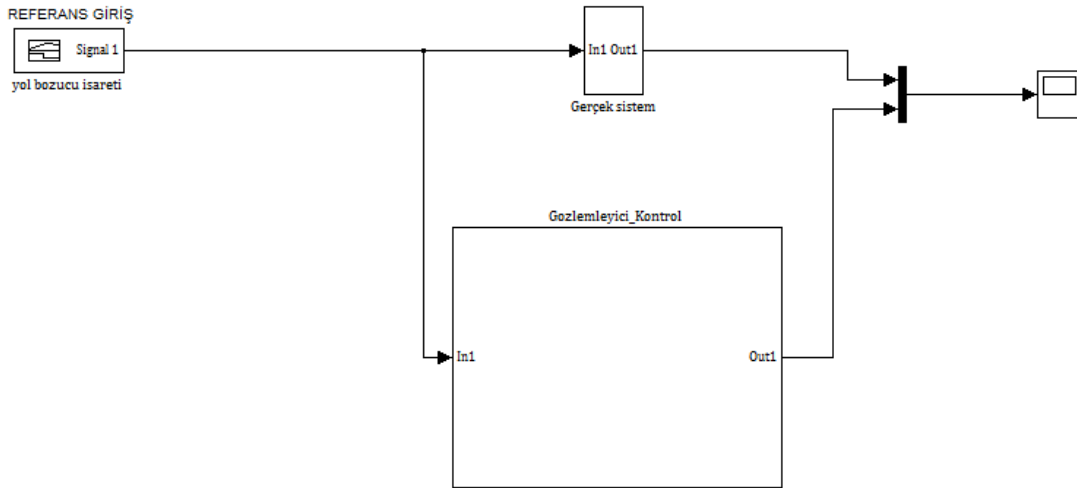 REFERANS GİRİŞ
Signal 1
yol bozucu isareti
In1 Out1
Gerçek sistem
Gozlemleyici_Kontrol
In1
Out1